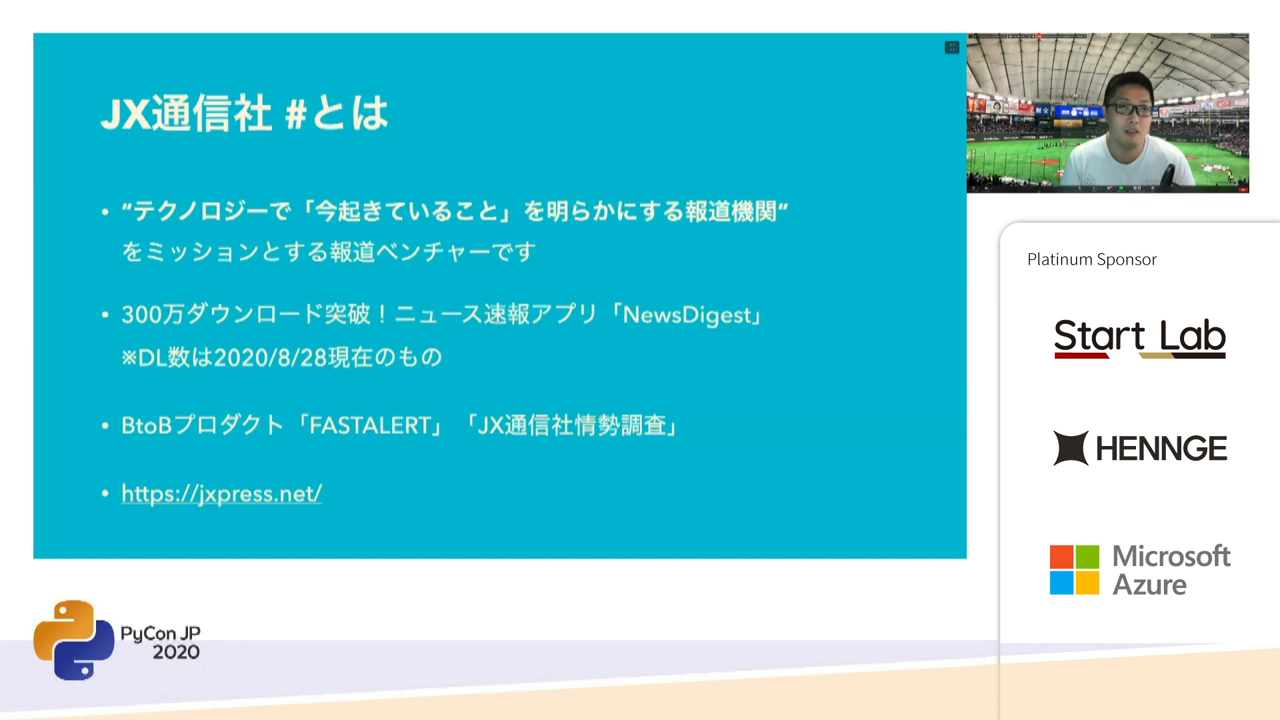 JX通信社 #とは
• “テクノロジーで「今起きていること」を明らかにする報道機関”
をミッションとする報道ベンチャーです
• 300万ダウンロード突破！ニュース速報アプリ「NewsDigest」
※DL数は2020/8/28現在のもの
• BtoBプロダクト「FASTALERT」「JX通信社情勢調査」
• https://jxpress.net/
Platinum Sponsor
Start Lab
HENNGE
Microsoft
Azure
PyCon JP
2020